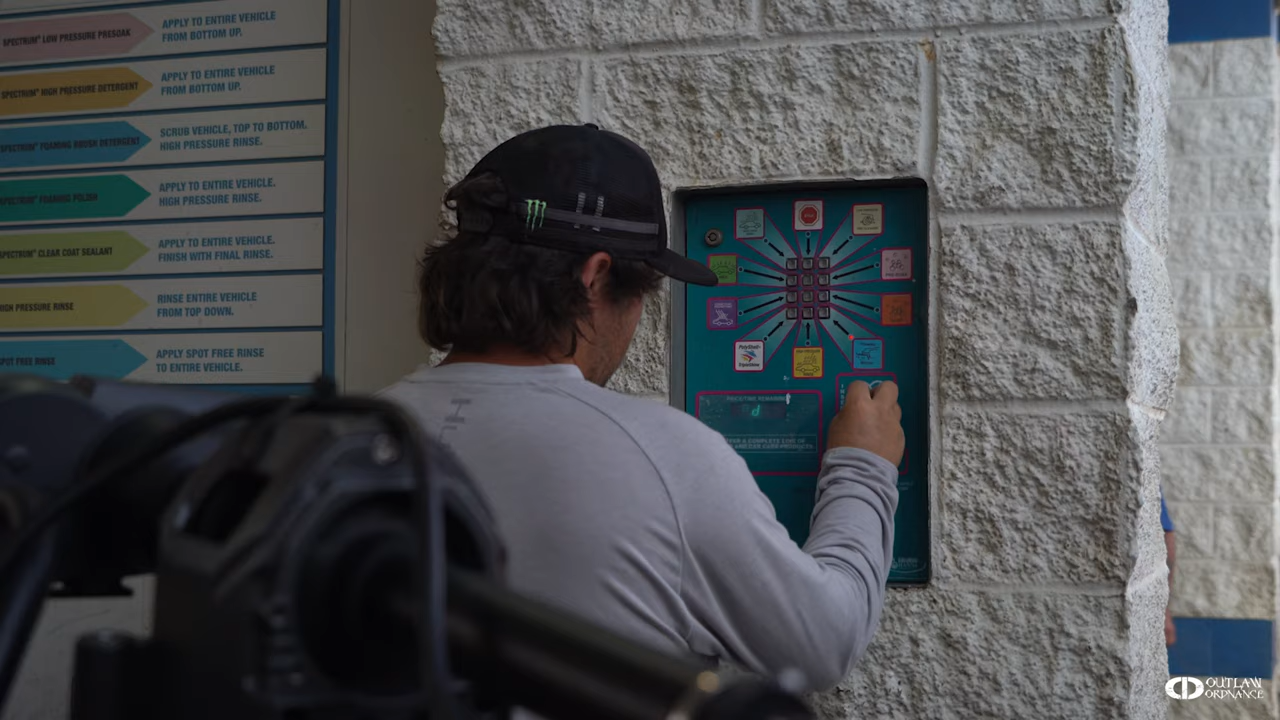 SPECTRUM® LOW PRESSURE PRESOAK
APPLY TO ENTIRE VEHICLE
FROM BOTTOM UP.
SPECTRUM® HIGH PRESSURE DETERGENT
APPLY TO ENTIRE VEHICLE
FROM BOTTOM UP.
SPECTRUM® FOAMING BRUSH DETERGENT
SCRUB VEHICLE, TOP TO BOTTOM.
HIGH PRESSURE RINSE.
SPECTRUM® FOAMING POLISH
APPLY TO ENTIRE VEHICLE.
HIGH PRESSURE RINSE.
SPECTRUM® CLEAR COAT SEALANT
APPLY TO ENTIRE VEHICLE.
FINISH WITH FINAL RINSE.
HIGH PRESSURE RINSE
RINSE ENTIRE VEHICLE
FROM TOP DOWN.
SPOT FREE RINSE
APPLY SPOT FREE RINSE
TO ENTIRE VEHICLE.
OUTLAW
ORDNANCE